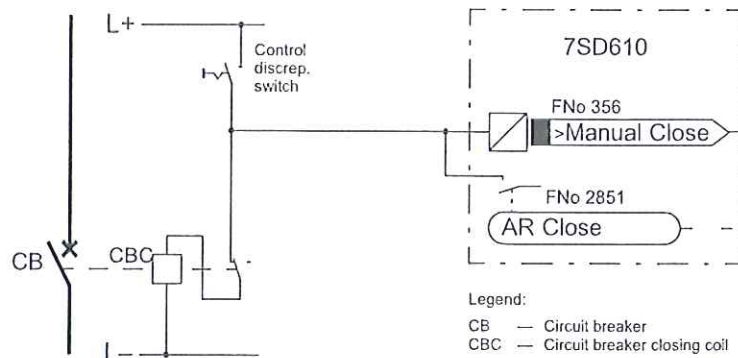 L+
Control
discrep.
switch
7SD610
FNo 356
>Manual Close
FNo 2851
AR Close
CB
CBC
Legend:
CB — Circuit breaker
CBC — Circuit breaker closing coil
L–